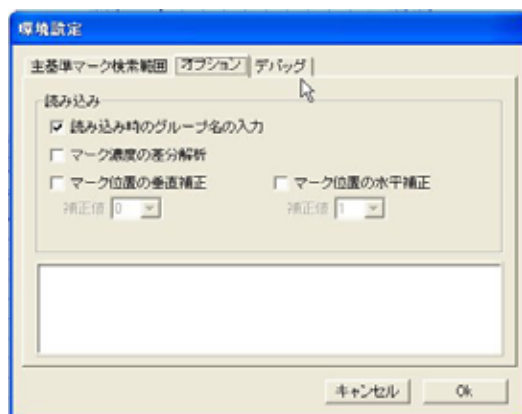 環境設定
主基準マーク検索範囲 オプション デバッグ
読み込み
読み込み時のグループ名の入力
マーク濃度の差分解析
マーク位置の垂直補正 マーク位置の水平補正
補正値 0 補正値 1
キャンセル Ok